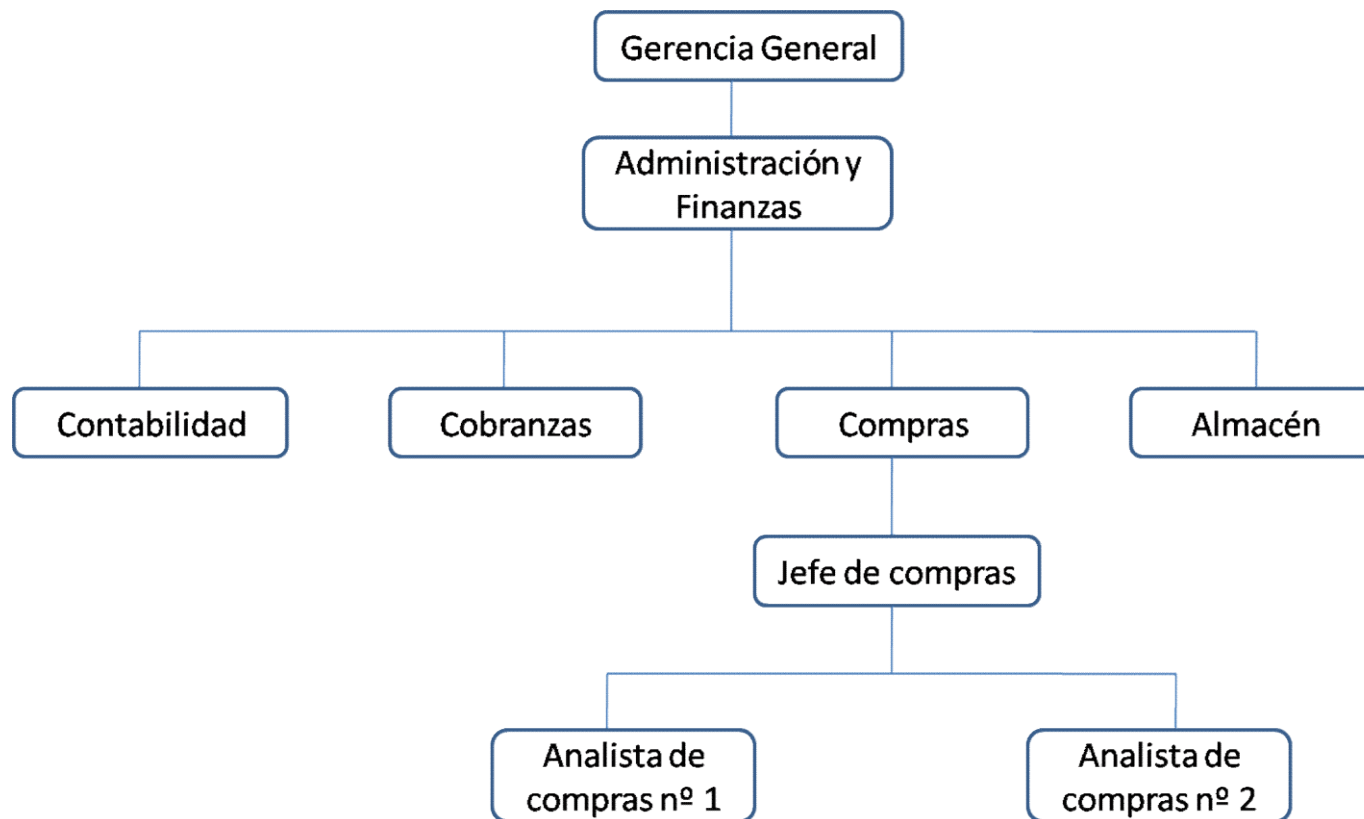 Gerencia General
Administración y
Finanzas
Contabilidad
Cobranzas
Compras
Almacén
Jefe de compras
Analista de
compras nº 1
Analista de
compras nº 2